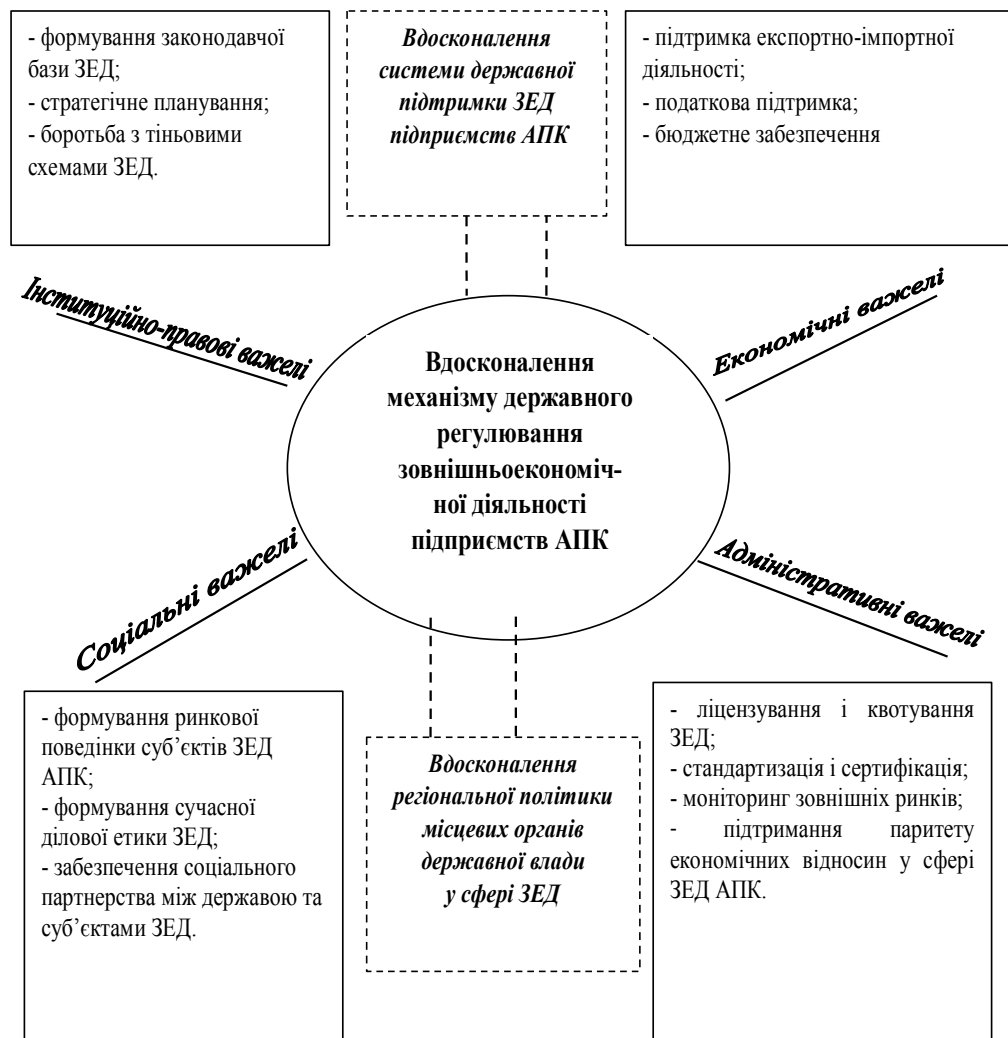 - формування законодавчої
бази ЗЕД;
- стратегічне планування;
- боротьба з тіньовими
схемами ЗЕД.
Вдосконалення
системи державної
підтримки ЗЕД
підприємств АПК
- підтримка експортно-імпортної
діяльності;
- податкова підтримка;
- бюджетне забезпечення
Інституційно-правові важелі
Економічні важелі
Вдосконалення
механізму державного
регулювання
зовнішньоекономіч-
ної діяльності
підприємств АПК
Соціальні важелі
Адміністративні важелі
- формування ринкової
поведінки суб’єктів ЗЕД
АПК;
- формування сучасної
ділової етики ЗЕД;
- забезпечення соціального
партнерства між державою та
суб’єктами ЗЕД.
Вдосконалення
регіональної політики
місцевих органів
державної влади
у сфері ЗЕД
- ліцензування і квотування
ЗЕД;
- стандартизація і сертифікація;
- моніторинг зовнішніх ринків;
- підтримання паритету
економічних відносин у сфері
ЗЕД АПК.